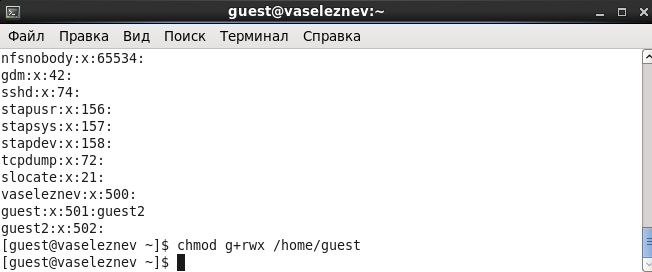 guest@vaseleznev:~
Файл Правка Вид Поиск Терминал Справка
nfsnobody:x:65534:
gdm:x:42:
sshd:x:74:
stapusr:x:156:
stapsys:x:157:
stapdev:x:158:
tcpdump:x:72:
slocate:x:21:
vaseleznev:x:500:
guest:x:501:guest2
guest2:x:502:
[guest@vaseleznev ~]$ chmod g+rwx /home/guest
[guest@vaseleznev ~]$